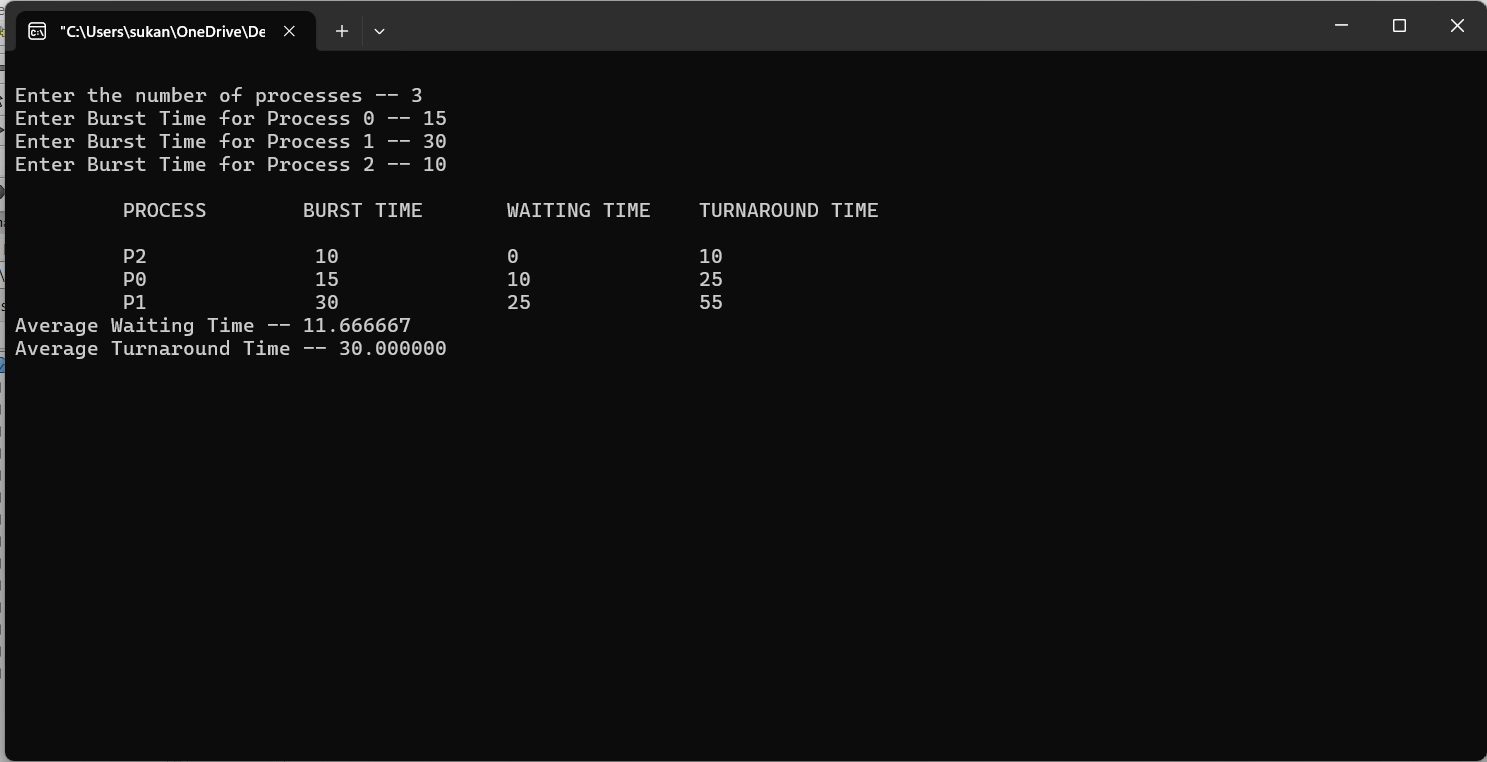 "C:\Users\sukan\OneDrive\De
Enter the number of processes -- 3
Enter Burst Time for Process 0 -- 15
Enter Burst Time for Process 1 -- 30
Enter Burst Time for Process 2 -- 10
PROCESS BURST TIME WAITING TIME TURNAROUND TIME
P2 10 0 10
P0 15 10 25
P1 30 25 55
Average Waiting Time -- 11.666667
Average Turnaround Time -- 30.000000